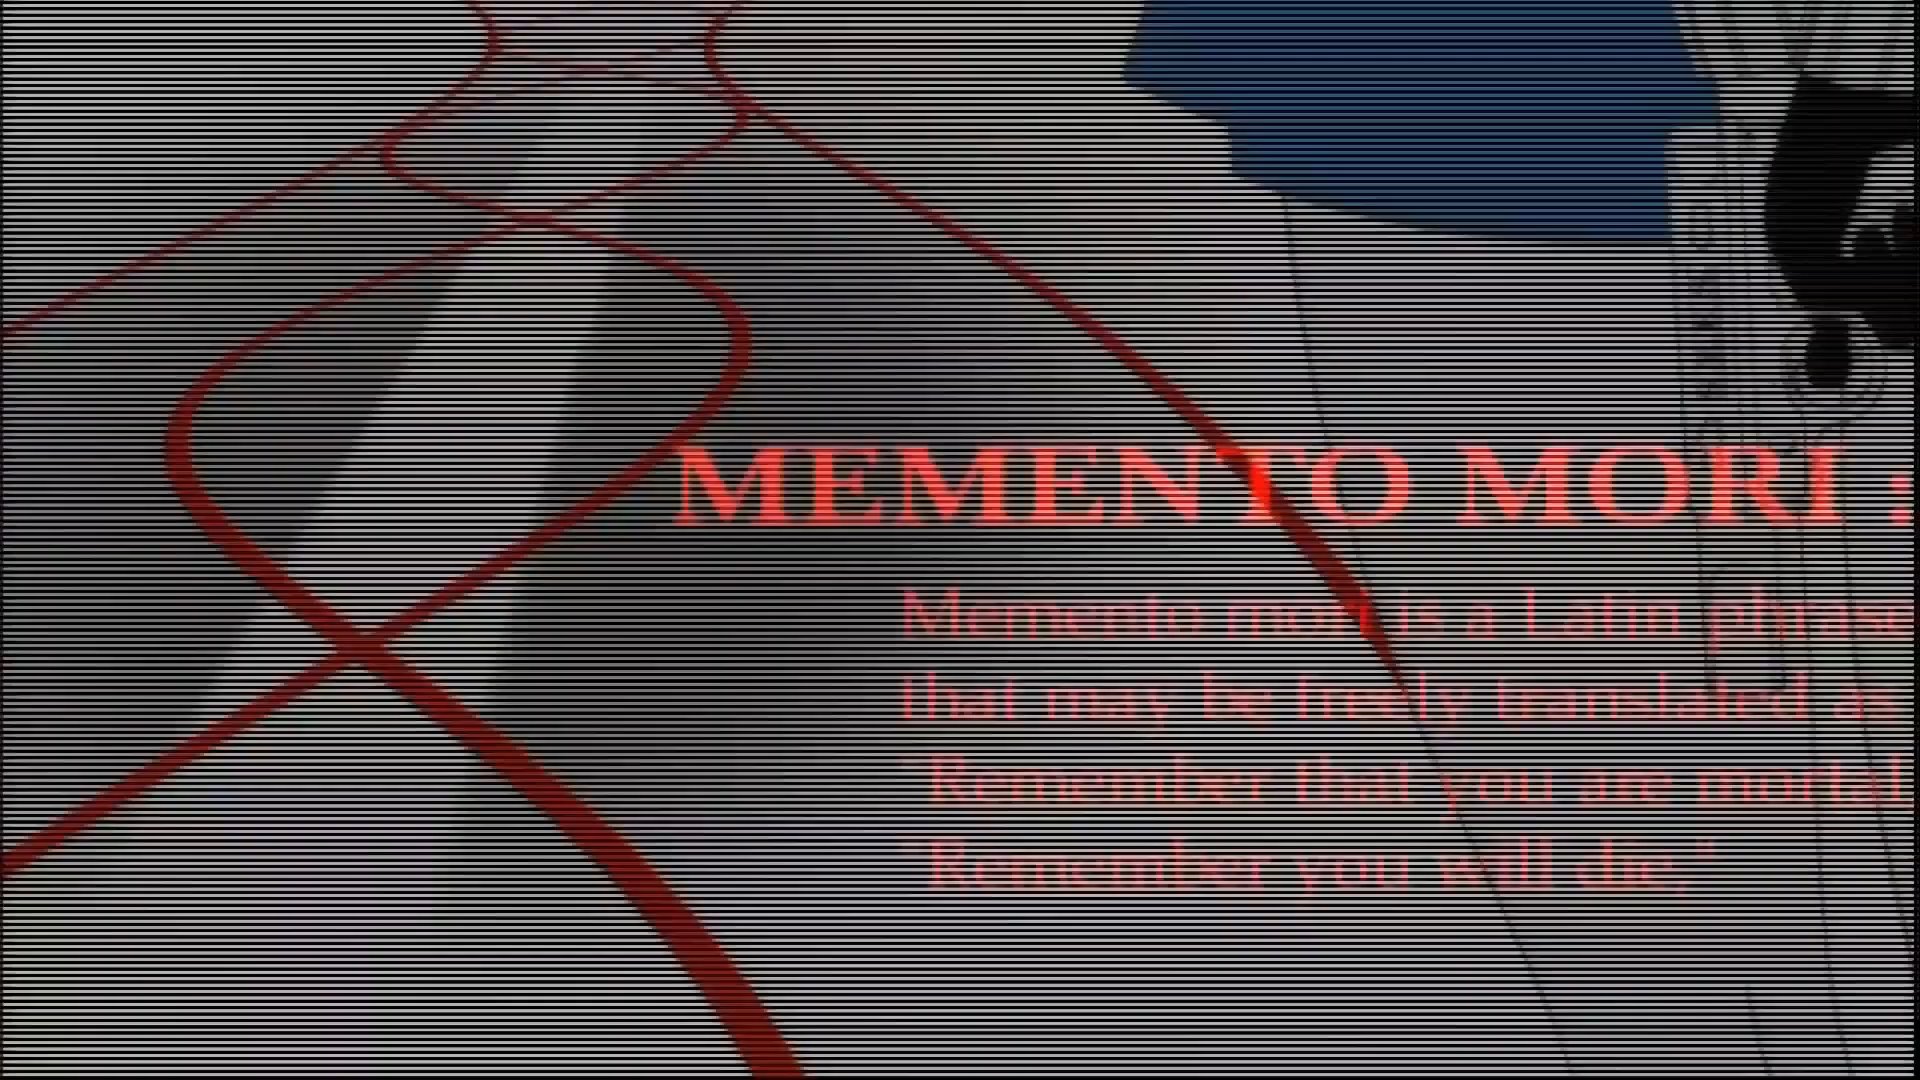 MEMENTO MORI :
Memento mori is a Latin phrase
that may be freely translated as
"Remember that you are mortal
"Remember you will die,"